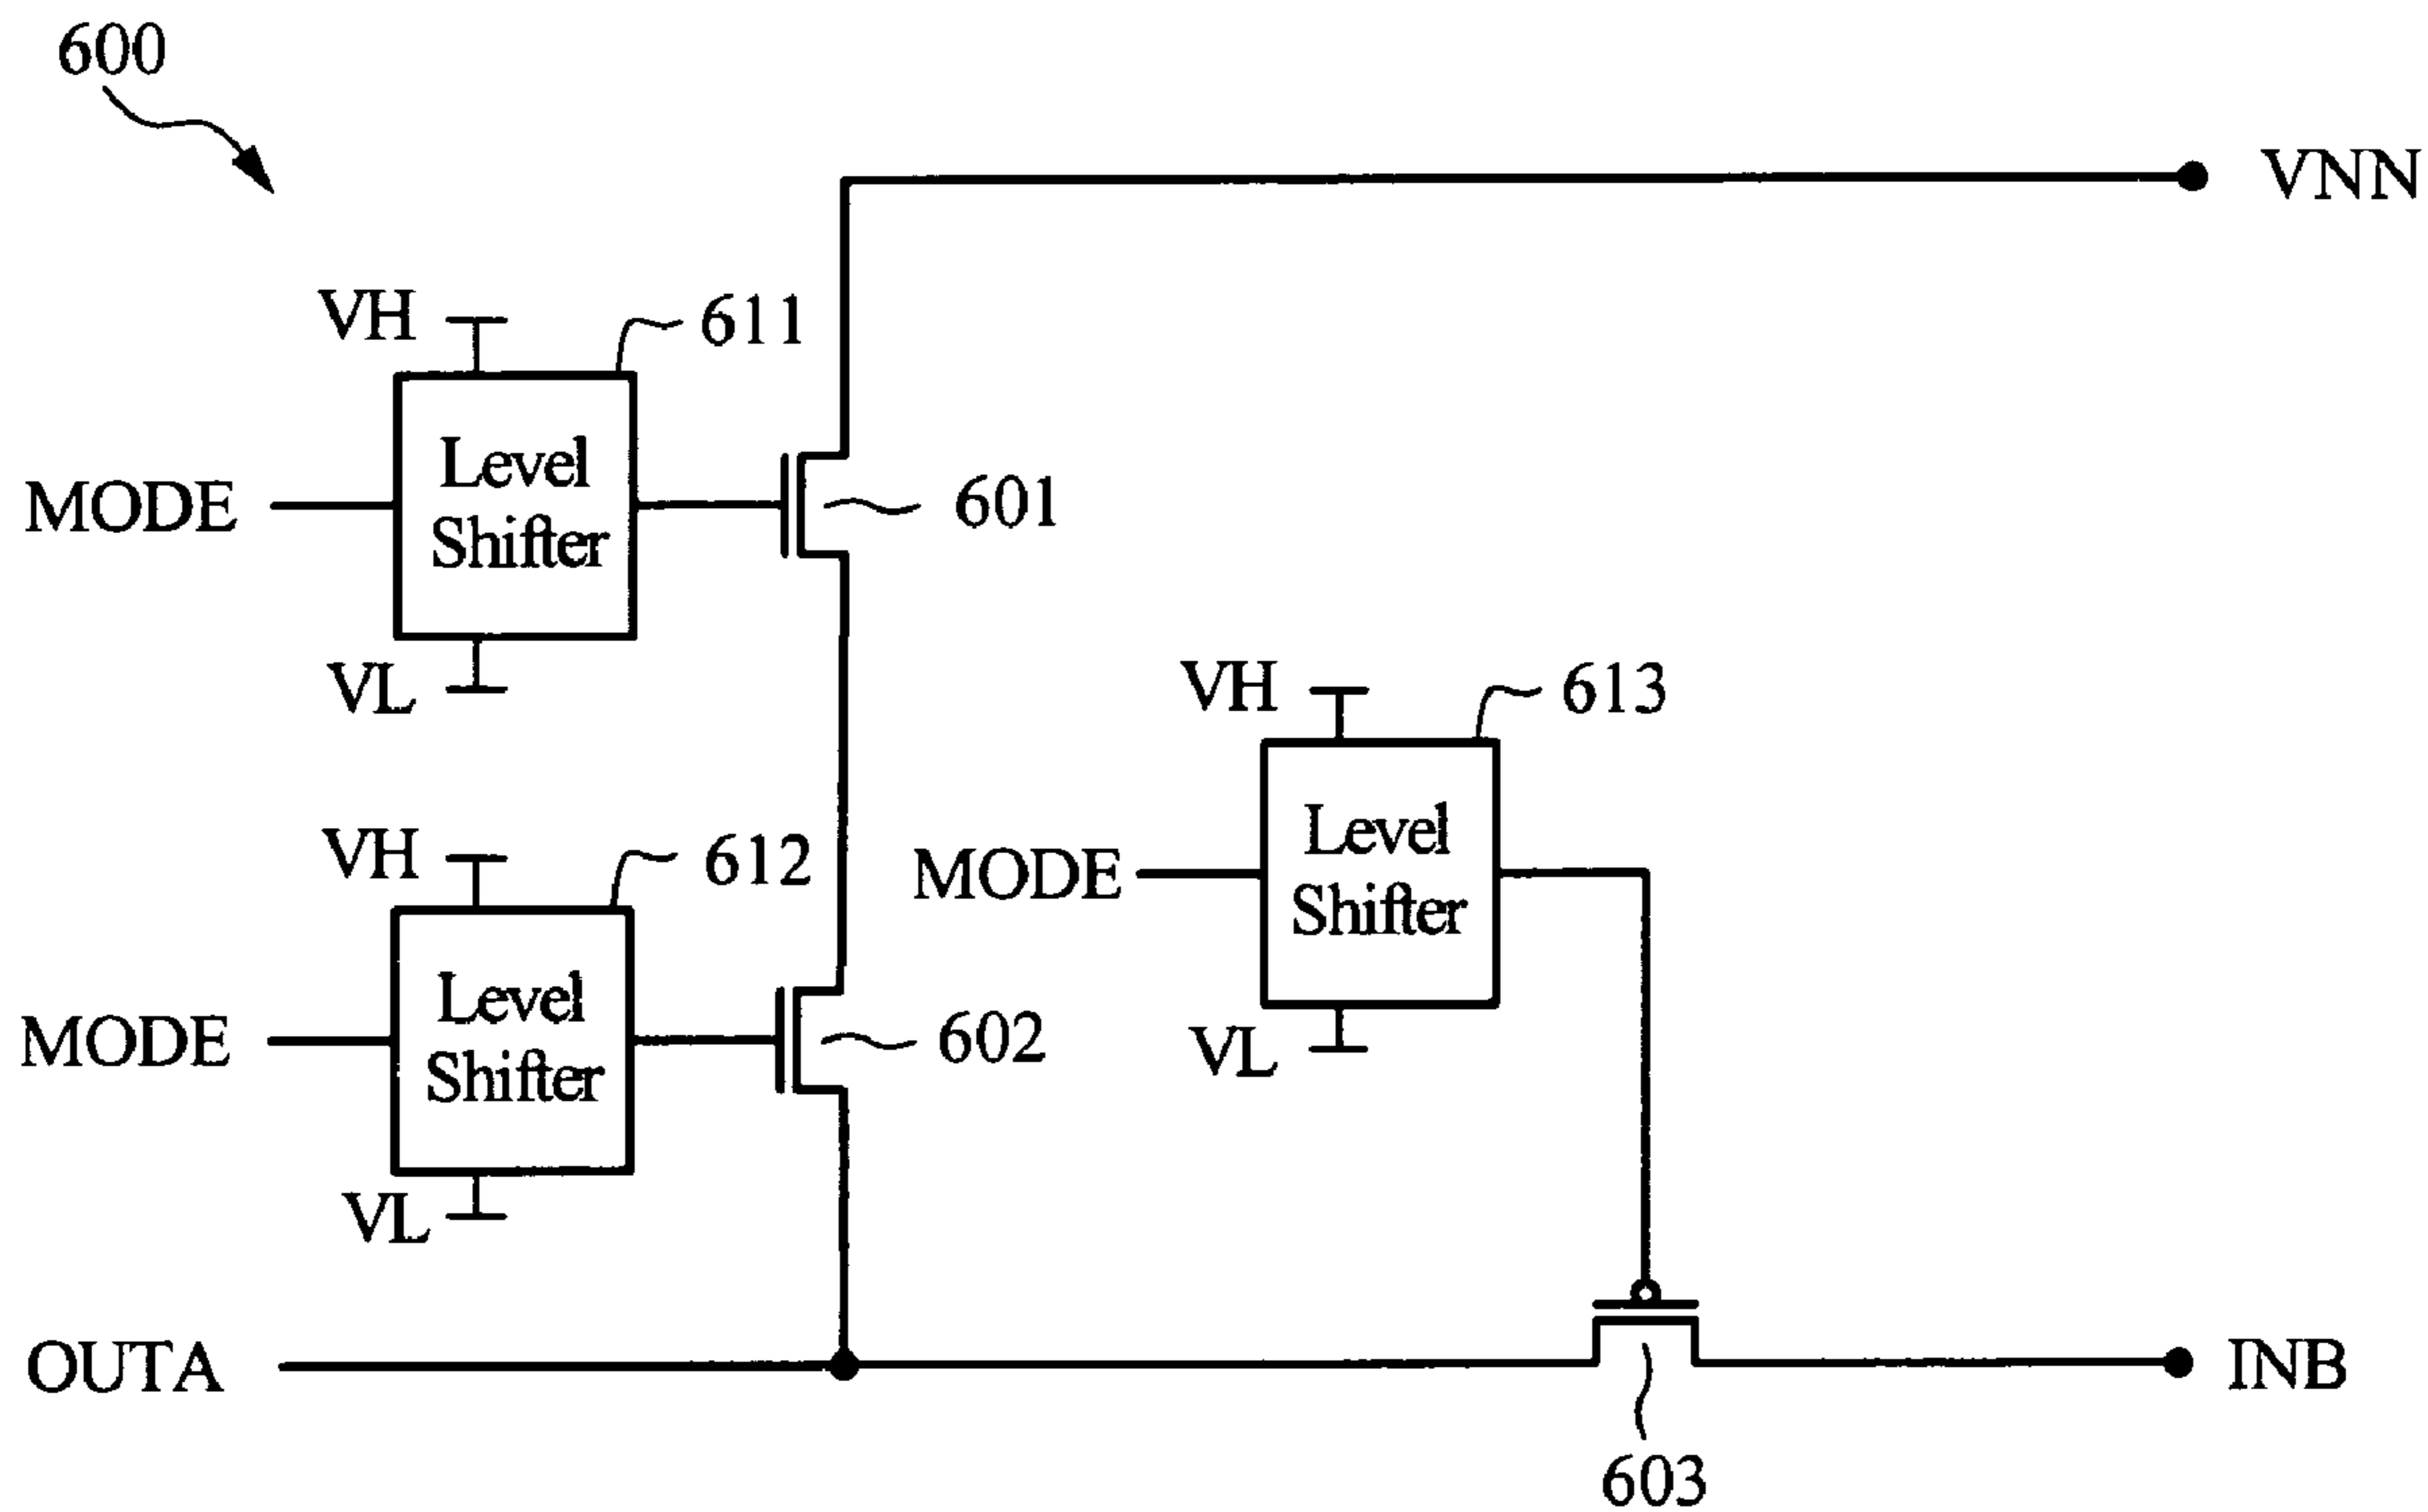 600
VNN
VH
611
Level
Shifter
MODE
601
VL
VH
613
VH
612
Level
Shifter
MODE
Level
Shifter
MODE
602
VL
VL
OUTA
INB
603